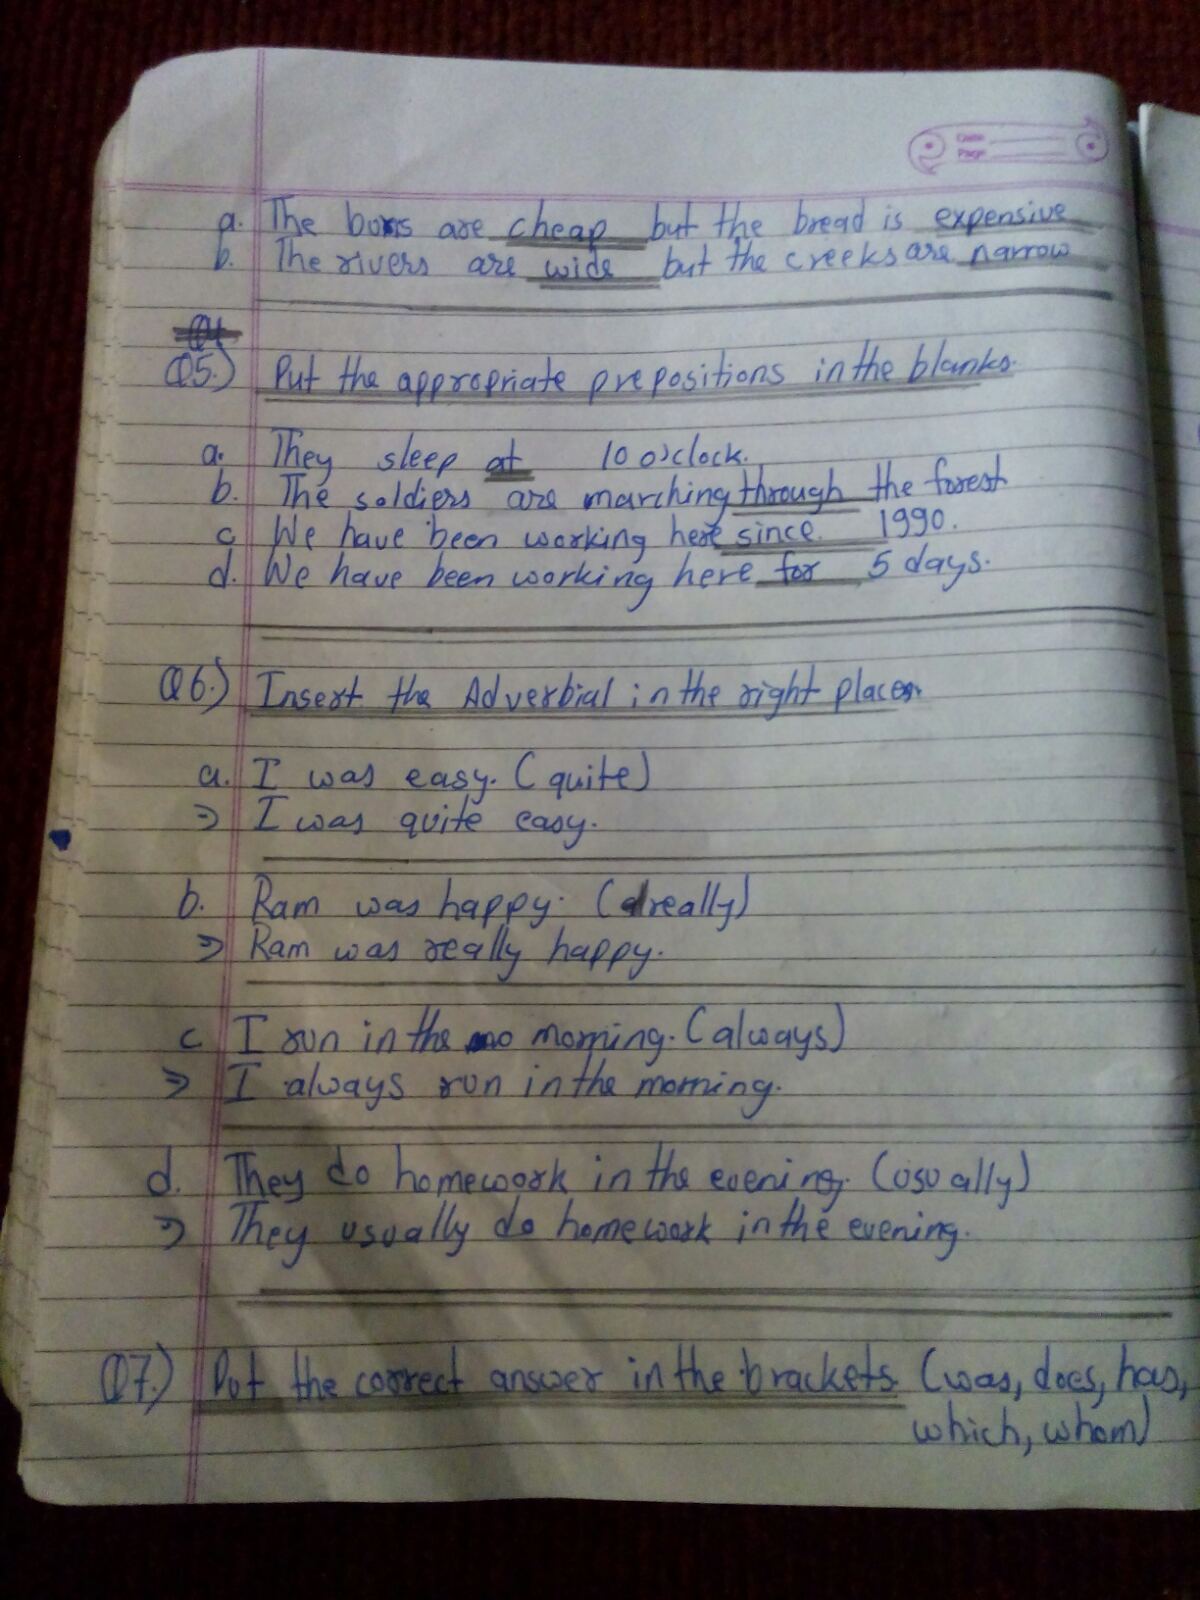 Date
Page
a. The buns are cheap but the bread is expensive
b. The rivers are wide but the creeks are narrow
Q5.) Put the appropriate prepositions in the blanks.
a. They sleep at 10 o'clock.
b. The soldiers are marching through the forest
c We have been working here since 1990.
d. We have been working here for 5 days.
Q6.) Insert the Adverbial in the right places.
a. I was easy. (quite)
⇒ I was quite easy.
b. Ram was happy. (really)
⇒ Ram was really happy.
c I run in the morning. (always)
⇒ I always run in the morning.
d. They do homework in the evening. (usually)
⇒ They usually do homework in the evening.
Q7.) Put the correct answer in the brackets. (was, does, has,
which, whom)